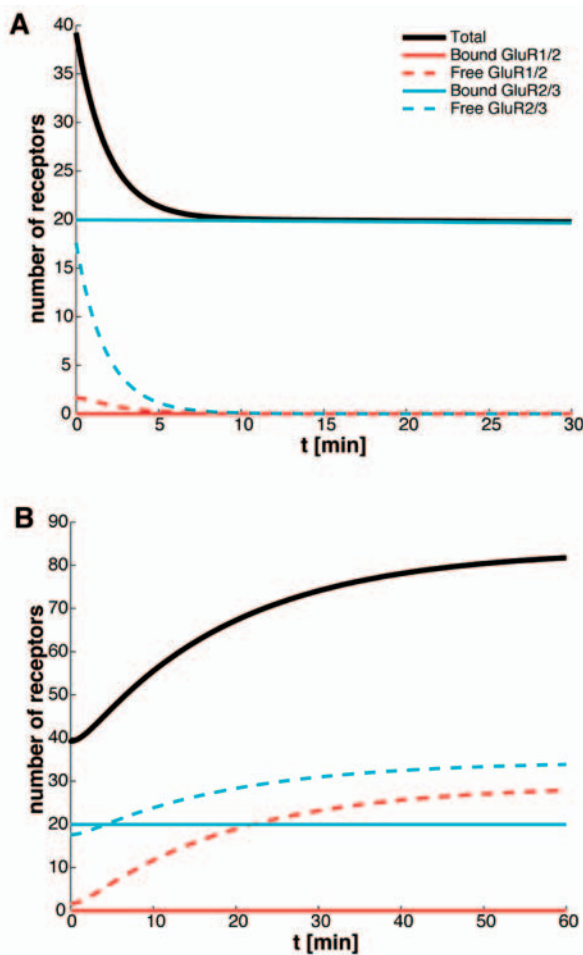 A
Total
Bound GluR1/2
Free GluR1/2
Bound GluR2/3
Free GluR2/3
40
35
30
25
20
15
10
5
0
number of receptors
0 5 10 15 20 25 30
t [min]
B
90
80
70
60
50
40
30
20
10
0
number of receptors
0 10 20 30 40 50 60
t [min]